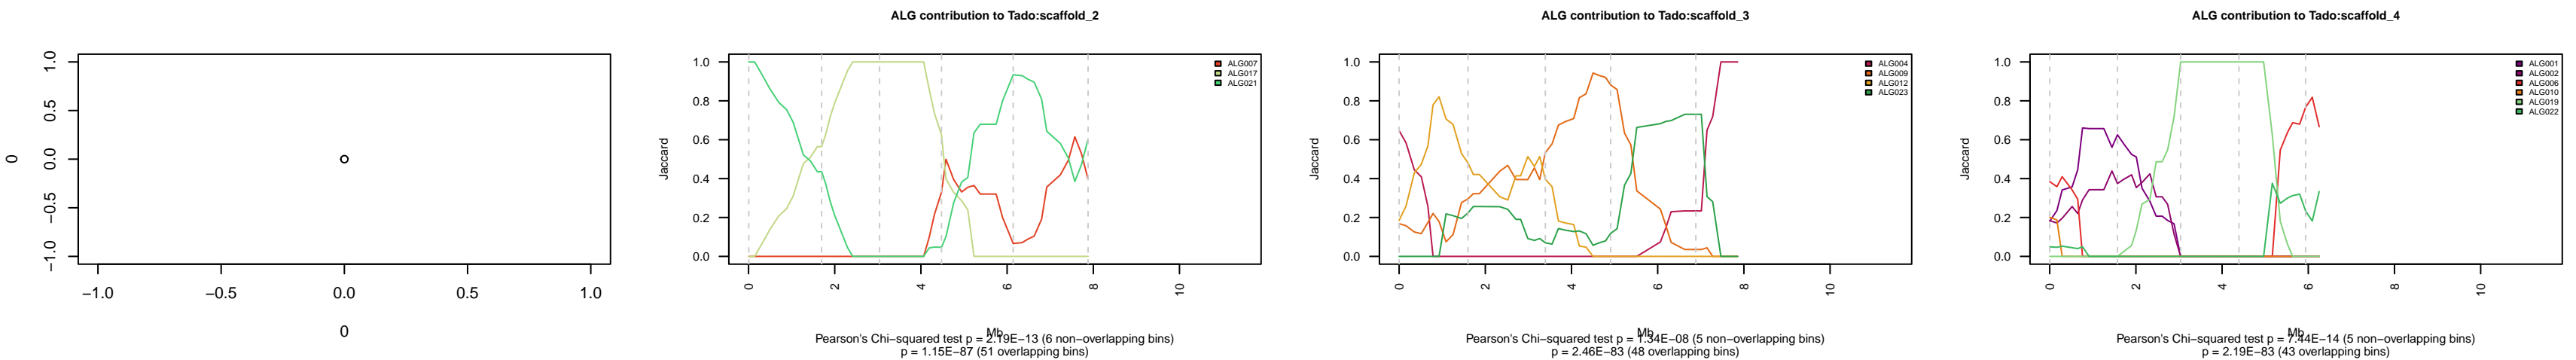 1.0
0.5
0.0
−0.5
−1.0
0
−1.0
−0.5
0.0
0.5
1.0
0
ALG contribution to Tado:scaffold_2
1.0
0.8
0.6
0.4
0.2
0.0
Jaccard
ALG007
ALG017
ALG021
0
2
4
6
8
10
Mb
Pearson's Chi−squared test p = 2.19E−13 (6 non−overlapping bins)
p = 1.15E−87 (51 overlapping bins)
ALG contribution to Tado:scaffold_3
1.0
0.8
0.6
0.4
0.2
0.0
Jaccard
ALG004
ALG009
ALG012
ALG023
0
2
4
6
8
10
Mb
Pearson's Chi−squared test p = 1.34E−08 (5 non−overlapping bins)
p = 2.46E−83 (48 overlapping bins)
ALG contribution to Tado:scaffold_4
1.0
0.8
0.6
0.4
0.2
0.0
Jaccard
ALG001
ALG002
ALG006
ALG010
ALG019
ALG022
0
2
4
6
8
10
Mb
Pearson's Chi−squared test p = 7.44E−14 (5 non−overlapping bins)
p = 2.19E−83 (43 overlapping bins)